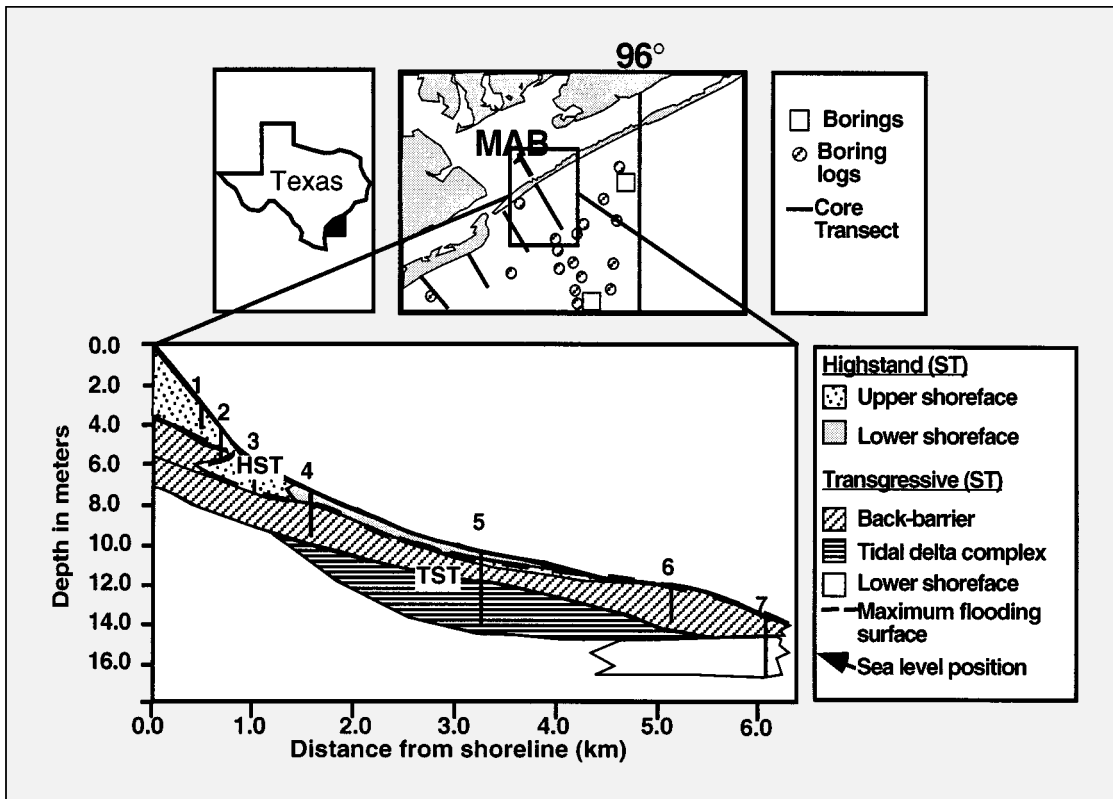 96°
MAB
Texas
Borings
Boring
logs
Core
Transect
0.0
2.0
4.0
6.0
8.0
10.0
12.0
14.0
16.0
Depth in meters
1
2
3
HST
4
5
TST
6
7
0.0 1.0 2.0 3.0 4.0 5.0 6.0
Distance from shoreline (km)
Highstand (ST)
Upper shoreface
Lower shoreface
Transgressive (ST)
Back-barrier
Tidal delta complex
Lower shoreface
Maximum flooding
surface
Sea level position